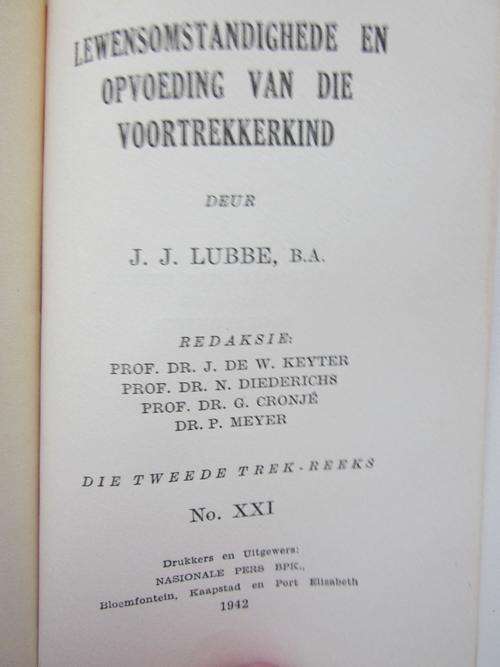 LEWENSOMSTANDIGHEDE EN
OPVOEDING VAN DIE
VOORTREKKERKIND
DEUR
J. J. LUBBE, B.A.
REDAKSIE:
PROF. DR. J. DE W. KEYTER
PROF. DR. N. DIEDERICHS
PROF. DR. G. CRONJÉ
DR. P. MEYER
DIE TWEEDE TREK-REEKS
No. XXI
Drukkers en Uitgewers:
NASIONALE PERS BPK.,
Bloemfontein, Kaapstad en Port Elisabeth
1942